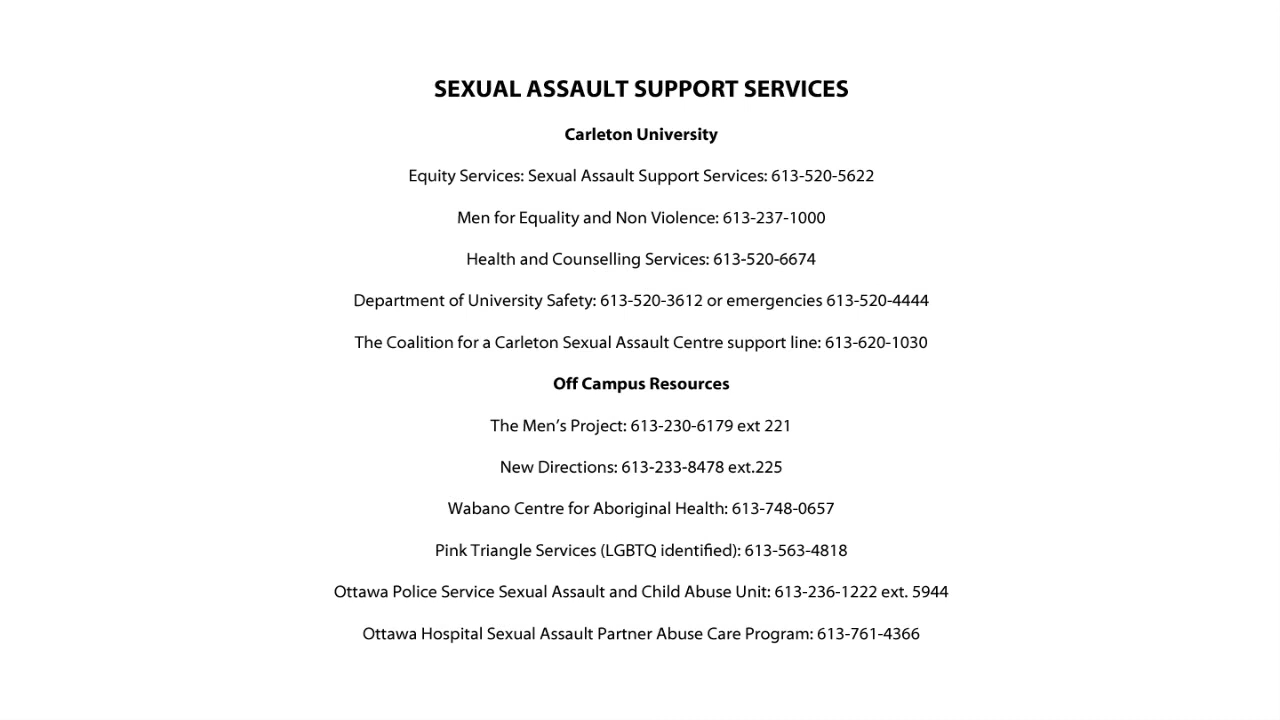 SEXUAL ASSAULT SUPPORT SERVICES
Carleton University
Equity Services: Sexual Assault Support Services: 613-520-5622
Men for Equality and Non Violence: 613-237-1000
Health and Counselling Services: 613-520-6674
Department of University Safety: 613-520-3612 or emergencies 613-520-4444
The Coalition for a Carleton Sexual Assault Centre support line: 613-620-1030
Off Campus Resources
The Men’s Project: 613-230-6179 ext 221
New Directions: 613-233-8478 ext.225
Wabano Centre for Aboriginal Health: 613-748-0657
Pink Triangle Services (LGBTQ identified): 613-563-4818
Ottawa Police Service Sexual Assault and Child Abuse Unit: 613-236-1222 ext. 5944
Ottawa Hospital Sexual Assault Partner Abuse Care Program: 613-761-4366